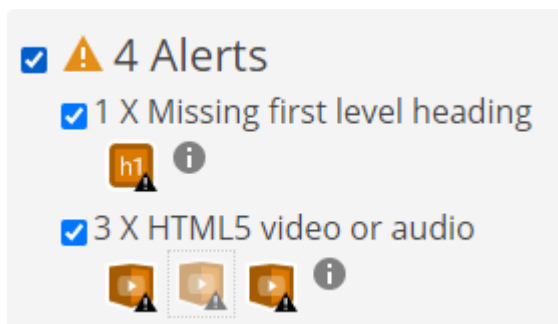 4 Alerts
1 X Missing first level heading
h1
3 X HTML5 video or audio